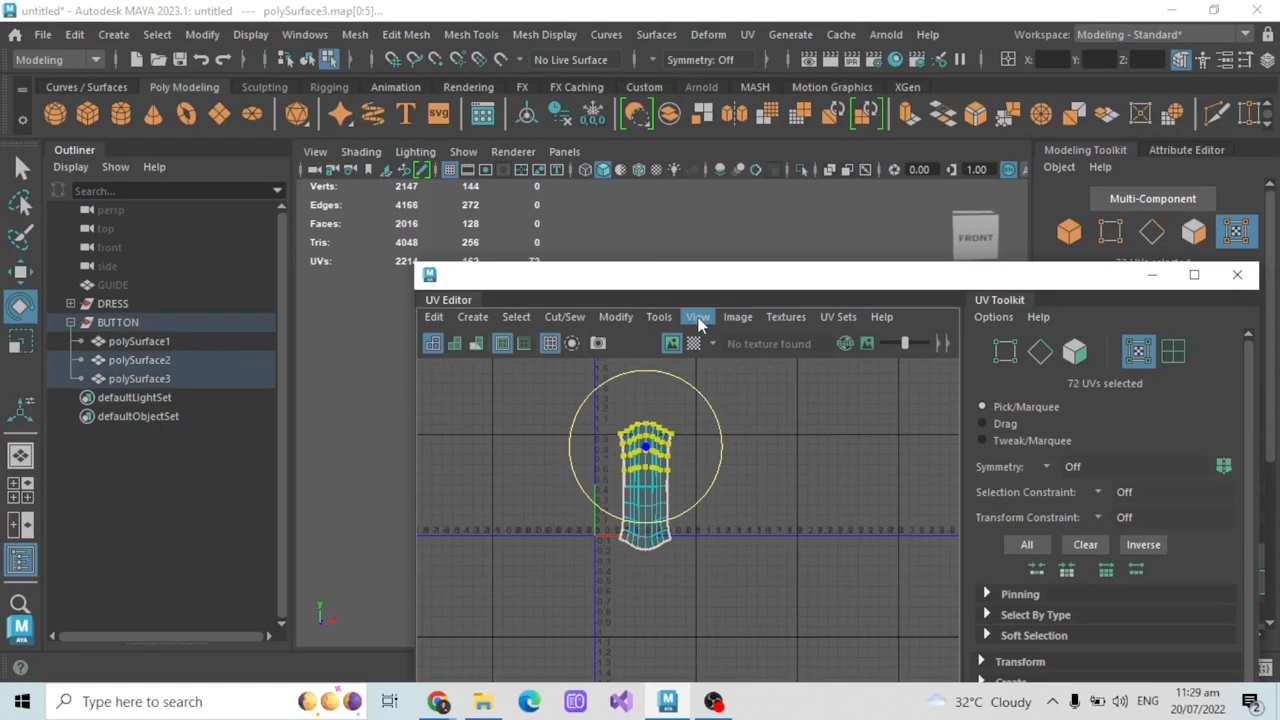 untitled* - Autodesk MAYA 2023.1: untitled --- polySurface3.map[0:5]...
File Edit Create Select Modify Display Windows Mesh Edit Mesh Mesh Tools Mesh Display Curves Surfaces Deform UV Generate Cache Arnold Help Workspace: Modeling - Standard*
Modeling No Live Surface Symmetry: Off X: Y: Z:
Curves / Surfaces Poly Modeling Sculpting Rigging Animation Rendering FX FX Caching Custom Arnold MASH Motion Graphics XGen
Outliner
Display Show Help
Search...
persp
top
front
side
GUIDE
DRESS
BUTTON
polySurface1
polySurface2
polySurface3
defaultLightSet
defaultObjectSet
View Shading Lighting Show Renderer Panels
0.00 1.00
Verts: 2147 144 0
Edges: 4166 272 0
Faces: 2016 128 0
Tris: 4048 256 0
UVs: 2214 162 72
FRONT
Modeling Toolkit Attribute Editor
Object Help
Multi-Component
UV Editor
Edit Create Select Cut/Sew Modify Tools View Image Textures UV Sets Help
No texture found
UV Toolkit
Options Help
72 UVs selected
Pick/Marquee
Drag
Tweak/Marquee
Symmetry: Off
Selection Constraint: Off
Transform Constraint: Off
All Clear Inverse
Pinning
Select By Type
Soft Selection
Transform
y
AYA
Type here to search
32°C Cloudy
ENG
11:29 am
20/07/2022
2